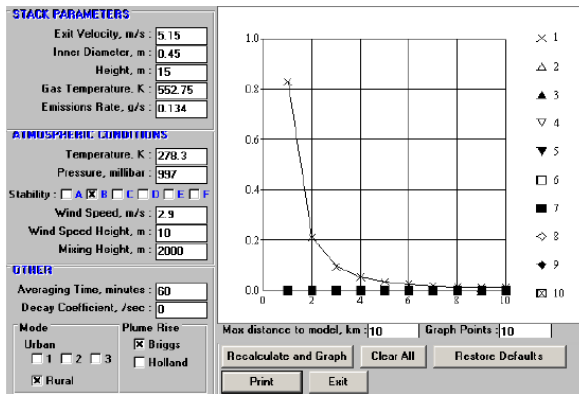 STACK PARAMETERS
Exit Velocity, m/s : 5.15
Inner Diameter, m : 0.45
Height, m : 15
Gas Temperature, K : 552.75
Emissions Rate, g/s : 0.134
ATMOSPHERIC CONDITIONS
Temperature, K : 278.3
Pressure, millibar : 997
Stability : A B C D E F
Wind Speed, m/s : 2.9
Wind Speed Height, m : 10
Mixing Height, m : 2000
OTHER
Averaging Time, minutes : 60
Decay Coefficient, /sec : 0
Mode
Urban
1 2 3
Rural
Plume Rise
Briggs
Holland
1.0
0.8
0.6
0.4
0.2
0.0
0 2 4 6 8 10
1
2
3
4
5
6
7
8
9
10
Max distance to model, km : 10 Graph Points : 10
Recalculate and Graph Clear All Restore Defaults
Print Exit